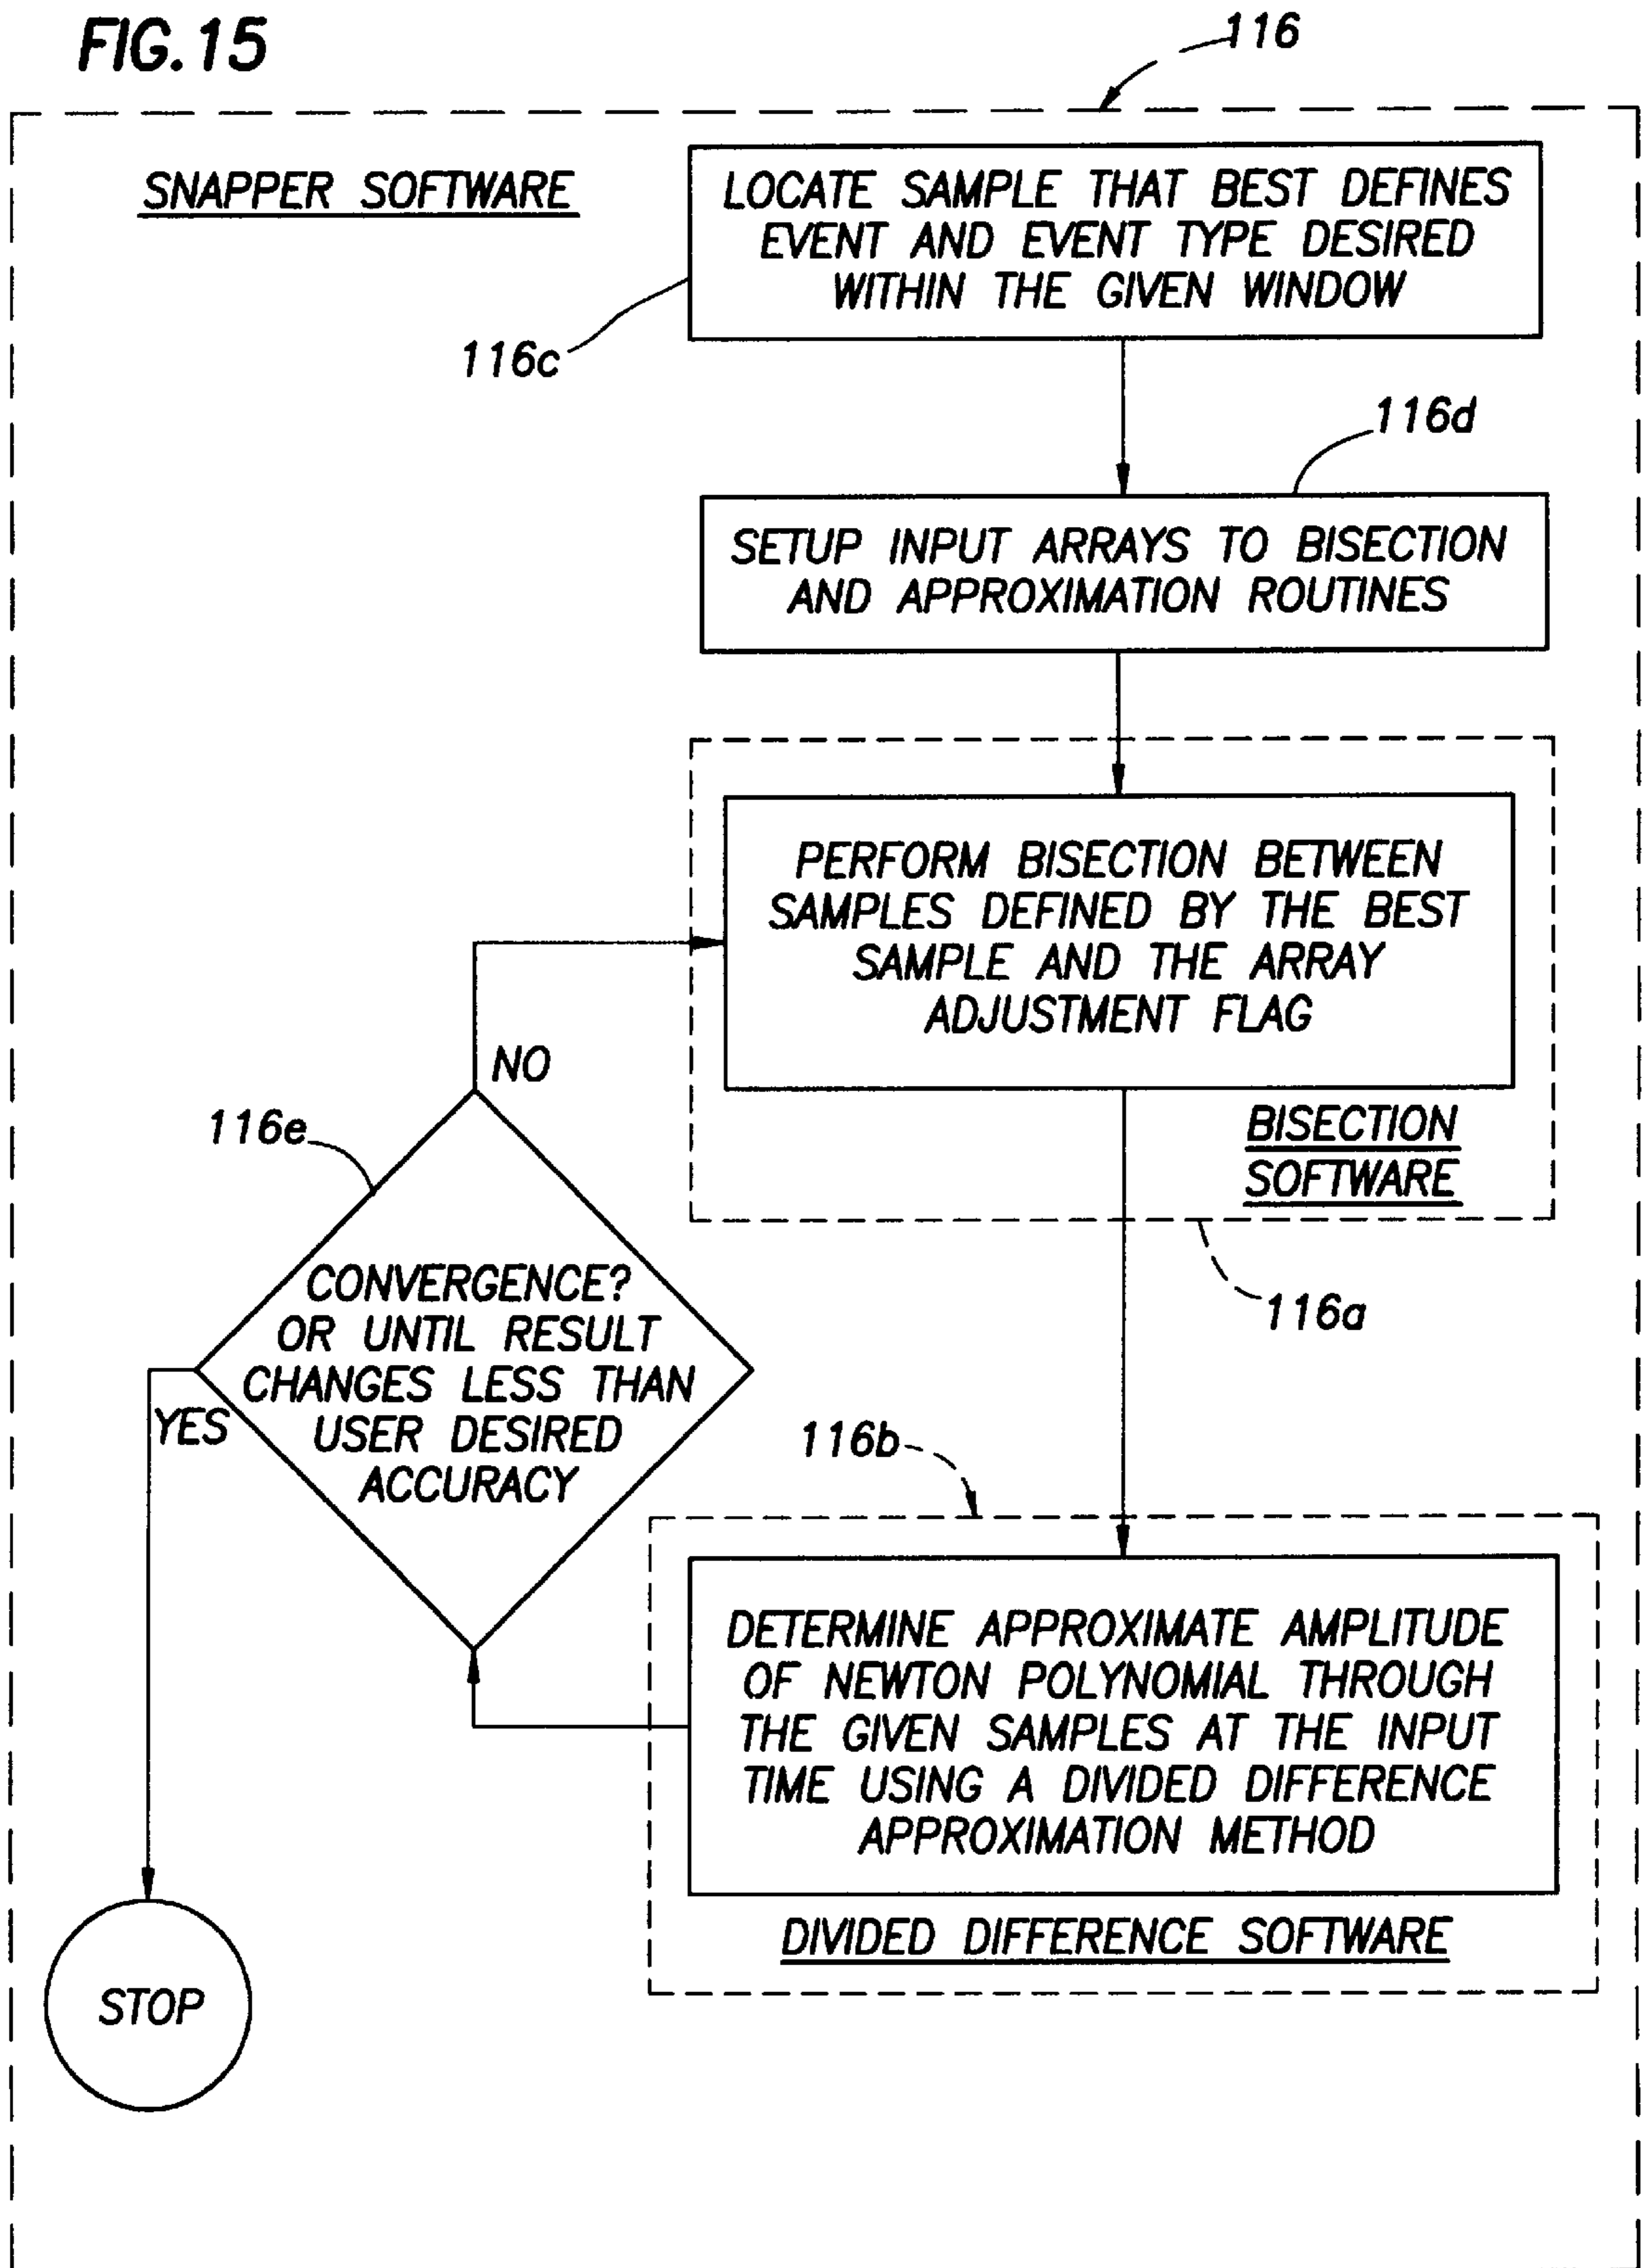 FIG.15
116
SNAPPER SOFTWARE
LOCATE SAMPLE THAT BEST DEFINES
EVENT AND EVENT TYPE DESIRED
WITHIN THE GIVEN WINDOW
116c
116d
SETUP INPUT ARRAYS TO BISECTION
AND APPROXIMATION ROUTINES
PERFORM BISECTION BETWEEN
SAMPLES DEFINED BY THE BEST
SAMPLE AND THE ARRAY
ADJUSTMENT FLAG
NO
BISECTION
SOFTWARE
116e
116a
CONVERGENCE?
OR UNTIL RESULT
CHANGES LESS THAN
USER DESIRED
ACCURACY
YES
116b
DETERMINE APPROXIMATE AMPLITUDE
OF NEWTON POLYNOMIAL THROUGH
THE GIVEN SAMPLES AT THE INPUT
TIME USING A DIVIDED DIFFERENCE
APPROXIMATION METHOD
DIVIDED DIFFERENCE SOFTWARE
STOP